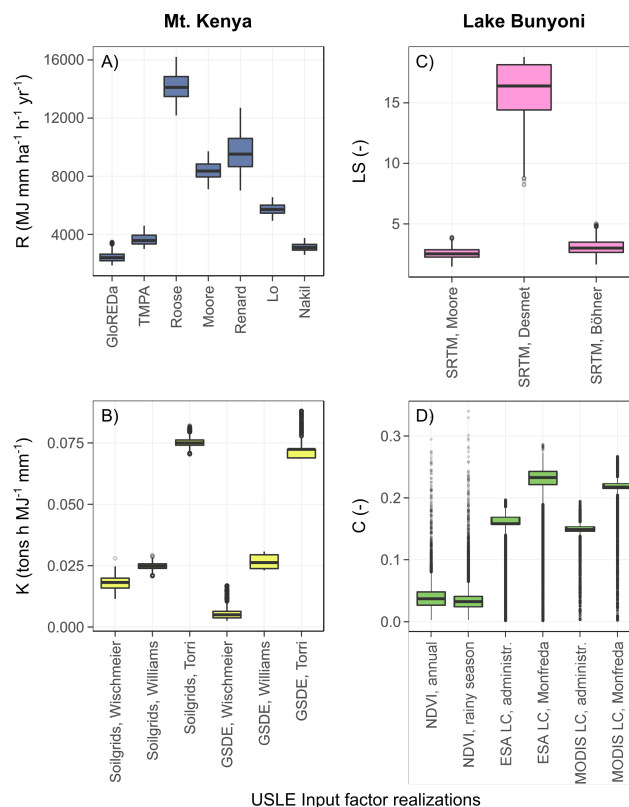 Mt. Kenya
Lake Bunyoni
A)
R (MJ mm ha⁻¹ h⁻¹ yr⁻¹)
16000
12000
8000
4000
GloREDa
TMPA
Roose
Moore
Renard
Lo
Nakil
C)
LS (-)
15
10
5
SRTM, Moore
SRTM, Desmet
SRTM, Böhner
B)
K (tons h MJ⁻¹ mm⁻¹)
0.075
0.050
0.025
0.000
Soilgrids, Wischmeier
Soilgrids, Williams
Soilgrids, Torri
GSDE, Wischmeier
GSDE, Williams
GSDE, Torri
D)
C (-)
0.3
0.2
0.1
0.0
NDVI, annual
NDVI, rainy season
ESA LC, administr.
ESA LC, Monfreda
MODIS LC, administr.
MODIS LC, Monfreda
USLE Input factor realizations